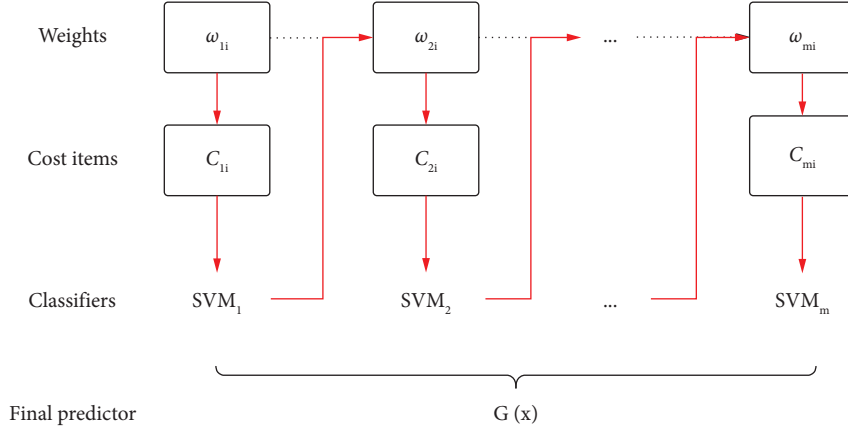 Weights ω1i ω2i ... ωmi
Cost items C1i C2i Cmi
Classifiers SVM1 SVM2 ... SVMm
Final predictor G (x)